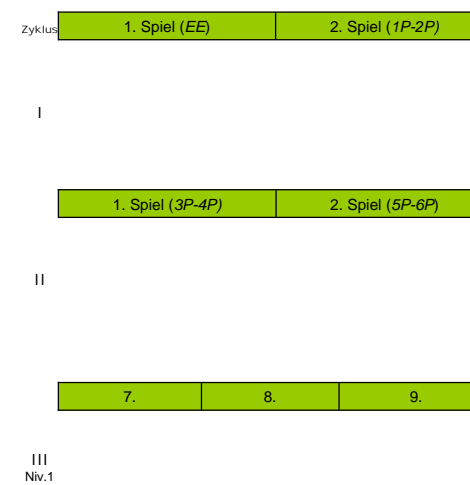 Zyklus 1. Spiel (EE) 2. Spiel (1P-2P)
I
1. Spiel (3P-4P) 2. Spiel (5P-6P)
II
7. 8. 9.
III
Niv.1